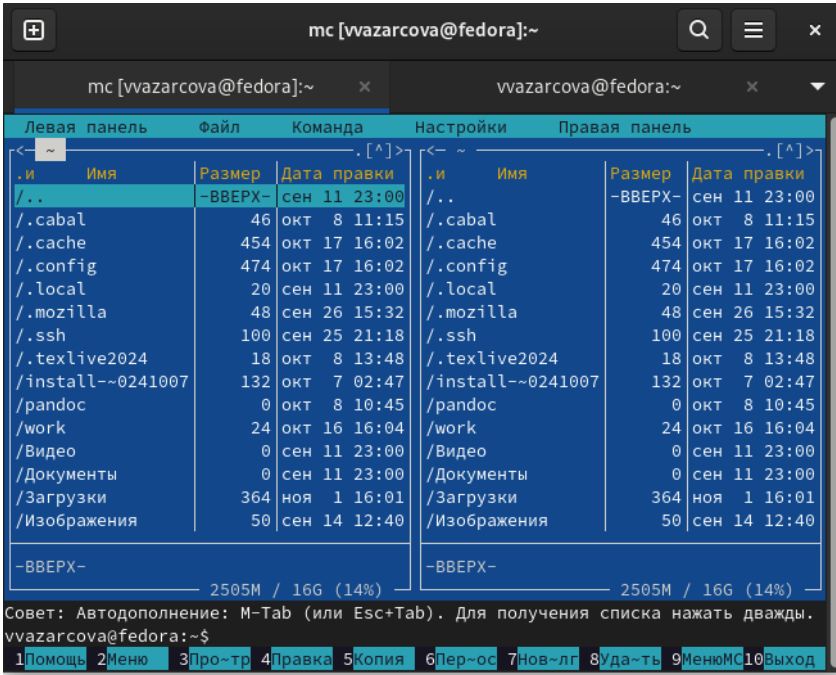 mc [vvazarcova@fedora]:~
mc [vvazarcova@fedora]:~ × vvazarcova@fedora:~ ×
Левая панель Файл Команда Настройки Правая панель
<— ~ .[^]> <— ~ .[^]>
.и Имя Размер Дата правки .и Имя Размер Дата правки
/.. -ВВЕРХ- сен 11 23:00 /.. -ВВЕРХ- сен 11 23:00
/.cabal 46 окт 8 11:15 /.cabal 46 окт 8 11:15
/.cache 454 окт 17 16:02 /.cache 454 окт 17 16:02
/.config 474 окт 17 16:02 /.config 474 окт 17 16:02
/.local 20 сен 11 23:00 /.local 20 сен 11 23:00
/.mozilla 48 сен 26 15:32 /.mozilla 48 сен 26 15:32
/.ssh 100 сен 25 21:18 /.ssh 100 сен 25 21:18
/.texlive2024 18 окт 8 13:48 /.texlive2024 18 окт 8 13:48
/install-~0241007 132 окт 7 02:47 /install-~0241007 132 окт 7 02:47
/pandoc 0 окт 8 10:45 /pandoc 0 окт 8 10:45
/work 24 окт 16 16:04 /work 24 окт 16 16:04
/Видео 0 сен 11 23:00 /Видео 0 сен 11 23:00
/Документы 0 сен 11 23:00 /Документы 0 сен 11 23:00
/Загрузки 364 ноя 1 16:01 /Загрузки 364 ноя 1 16:01
/Изображения 50 сен 14 12:40 /Изображения 50 сен 14 12:40
-ВВЕРХ- -ВВЕРХ-
2505M / 16G (14%) 2505M / 16G (14%)
Совет: Автодополнение: M-Tab (или Esc+Tab). Для получения списка нажать дважды.
vvazarcova@fedora:~$
1Помощь 2Меню 3Про~тр 4Правка 5Копия 6Пер~ос 7Нов~лг 8Уда~ть 9МенюMC10Выход